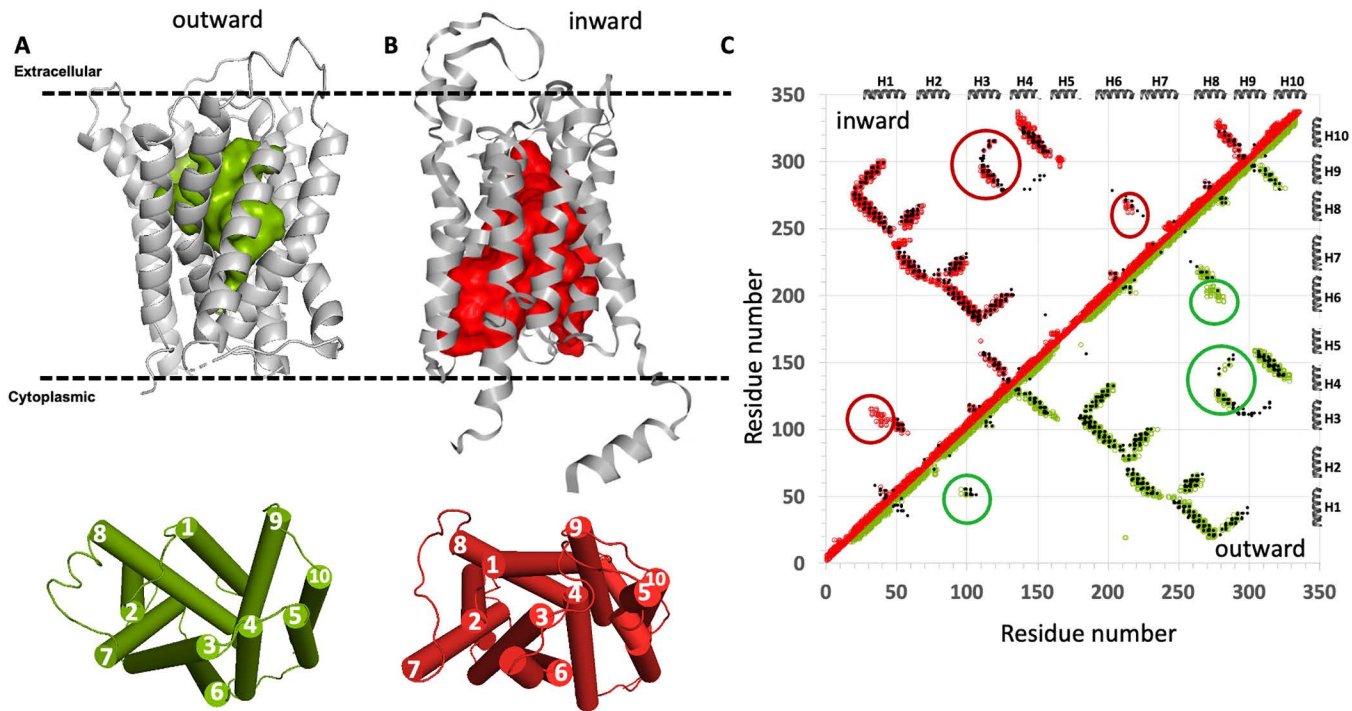 outward
inward
A
B
C
Extracellular
Cytoplasmic
8
1
9
2
10
4
5
3
7
6
8
1
9
4
10
5
2
3
7
6
H1 H2 H3 H4 H5 H6 H7 H8 H9 H10
350
300
250
200
150
100
50
0
inward
outward
Residue number
H10
H9
H8
H7
H6
H5
H4
H3
H2
H1
0 50 100 150 200 250 300 350
Residue number